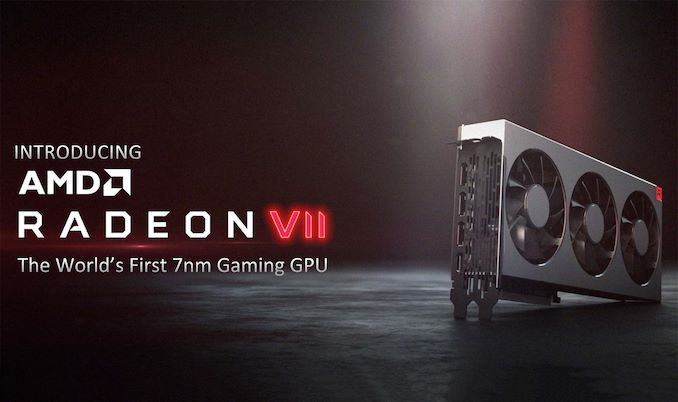 INTRODUCING
AMD
RADEON VII
The World's First 7nm Gaming GPU